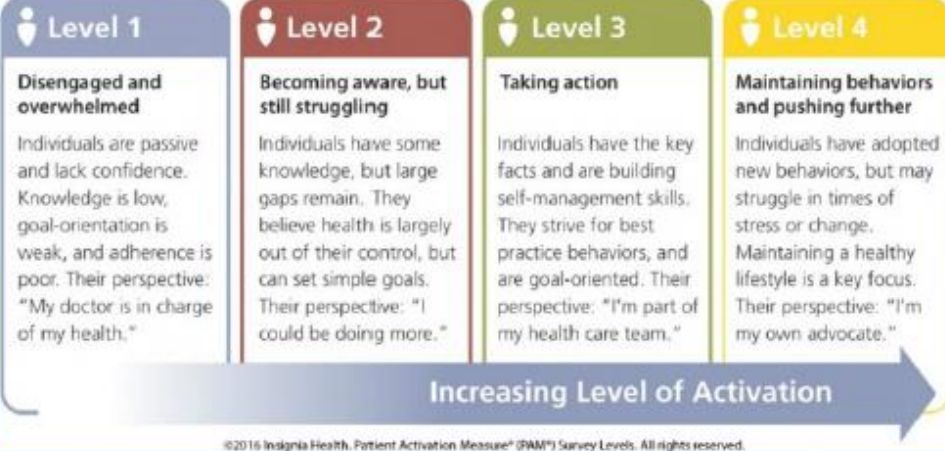 Level 1
Disengaged and
overwhelmed
Individuals are passive
and lack confidence.
Knowledge is low,
goal-orientation is
weak, and adherence is
poor. Their perspective:
"My doctor is in charge
of my health."
Level 2
Becoming aware, but
still struggling
Individuals have some
knowledge, but large
gaps remain. They
believe health is largely
out of their control, but
can set simple goals.
Their perspective: "I
could be doing more."
Level 3
Taking action
Individuals have the key
facts and are building
self-management skills.
They strive for best
practice behaviors, and
are goal-oriented. Their
perspective: "I'm part of
my health care team."
Level 4
Maintaining behaviors
and pushing further
Individuals have adopted
new behaviors, but may
struggle in times of
stress or change.
Maintaining a healthy
lifestyle is a key focus.
Their perspective: "I'm
my own advocate."
Increasing Level of Activation
©2016 Insignia Health. Patient Activation Measure® (PAM®) Survey Levels. All rights reserved.